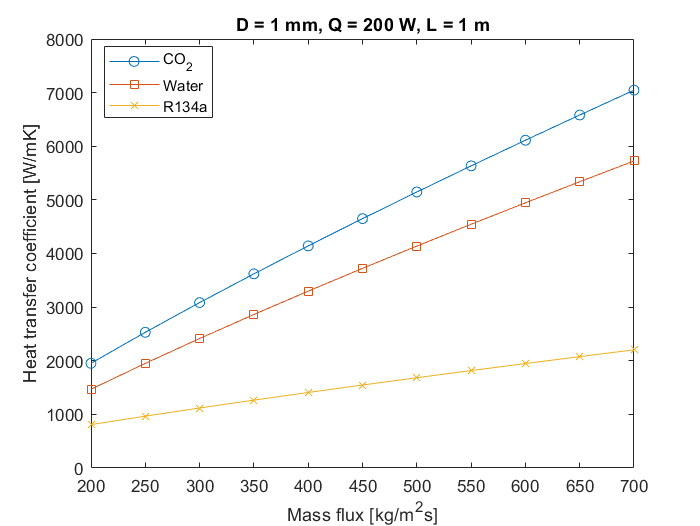 D = 1 mm, Q = 200 W, L = 1 m
Heat transfer coefficient [W/mK]
8000
7000
6000
5000
4000
3000
2000
1000
0
CO2
Water
R134a
200 250 300 350 400 450 500 550 600 650 700
Mass flux [kg/m2s]